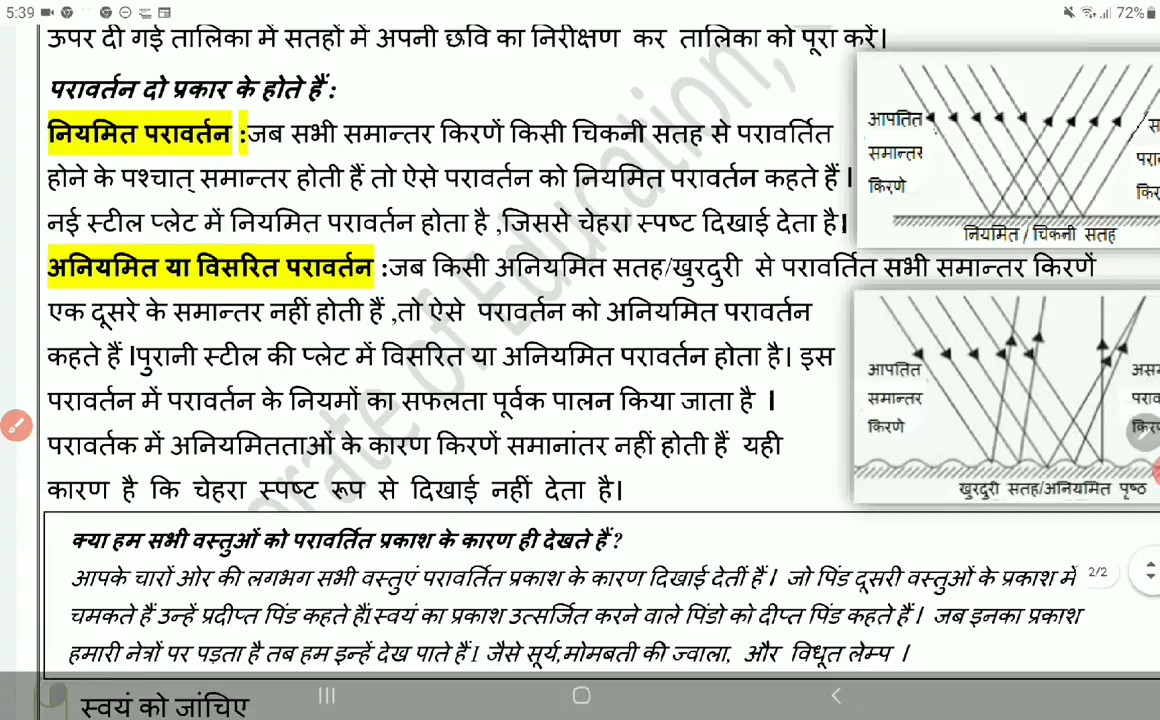 5:39
72%
ऊपर दी गई तालिका में सतहों में अपनी छवि का निरीक्षण कर तालिका को पूरा करें।
परावर्तन दो प्रकार के होते हैं :
नियमित परावर्तन :जब सभी समान्तर किरणें किसी चिकनी सतह से परावर्तित
होने के पश्चात् समान्तर होती हैं तो ऐसे परावर्तन को नियमित परावर्तन कहते हैं ।
नई स्टील प्लेट में नियमित परावर्तन होता है ,जिससे चेहरा स्पष्ट दिखाई देता है।
आपतित
समान्तर
किरणे
स
परा
किर
नियमित / चिकनी सतह
अनियमित या विसरित परावर्तन :जब किसी अनियमित सतह/खुरदुरी से परावर्तित सभी समान्तर किरणें
एक दूसरे के समान्तर नहीं होती हैं ,तो ऐसे परावर्तन को अनियमित परावर्तन
कहते हैं ।पुरानी स्टील की प्लेट में विसरित या अनियमित परावर्तन होता है। इस
परावर्तन में परावर्तन के नियमों का सफलता पूर्वक पालन किया जाता है ।
परावर्तक में अनियमितताओं के कारण किरणें समानांतर नहीं होती हैं यही
कारण है कि चेहरा स्पष्ट रूप से दिखाई नहीं देता है।
आपतित
समान्तर
किरणे
अस
पराव
किर
खुरदुरी सतह/अनियमित पृष्ठ
क्या हम सभी वस्तुओं को परावर्तित प्रकाश के कारण ही देखते हैं?
आपके चारों ओर की लगभग सभी वस्तुएं परावर्तित प्रकाश के कारण दिखाई देतीं हैं। जो पिंड दूसरी वस्तुओं के प्रकाश में
चमकते हैं उन्हें प्रदीप्त पिंड कहते हैं।स्वयं का प्रकाश उत्सर्जित करने वाले पिंडो को दीप्त पिंड कहते हैं। जब इनका प्रकाश
हमारी नेत्रों पर पड़ता है तब हम इन्हें देख पाते हैं। जैसे सूर्य,मोमबती की ज्वाला, और विधूत लेम्प ।
2/2
स्वयं को जांचिए
orate of Education,